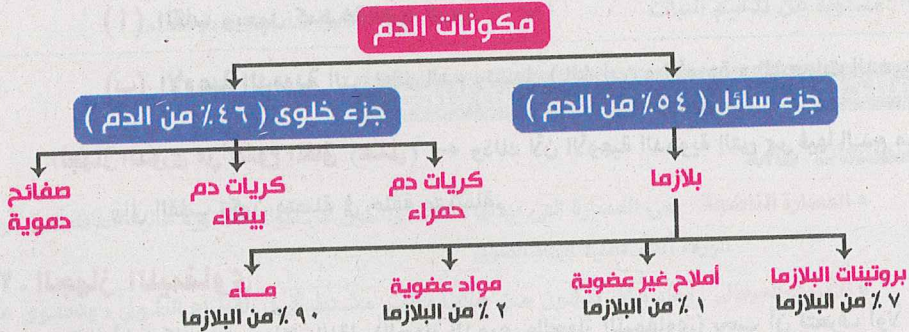 مكونات الدم
جزء سائل ( ٥٤٪ من الدم )
جزء خلوى ( ٤٦٪ من الدم )
بلازما
كريات دم
حمراء
كريات دم
بيضاء
صفائح
دموية
بروتينات البلازما
٧ ٪ من البلازما
أملاح غير عضوية
١ ٪ من البلازما
مواد عضوية
٢ ٪ من البلازما
مـاء
٩٠ ٪ من البلازما